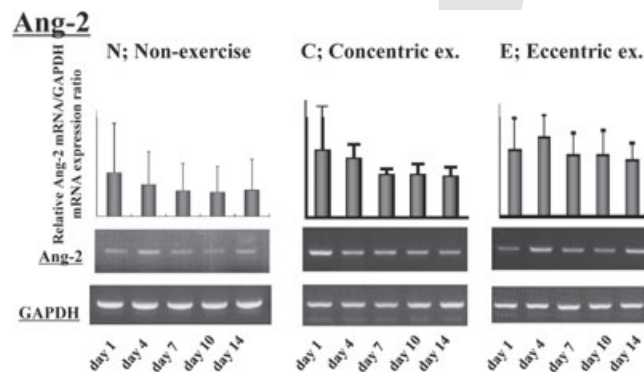 Ang-2
N; Non-exercise
C; Concentric ex.
E; Eccentric ex.
Relative Ang-2 mRNA/GAPDH
mRNA expression ratio
Ang-2
GAPDH
day 1
day 4
day 7
day 10
day 14
day 1
day 4
day 7
day 10
day 14
day 1
day 4
day 7
day 10
day 14